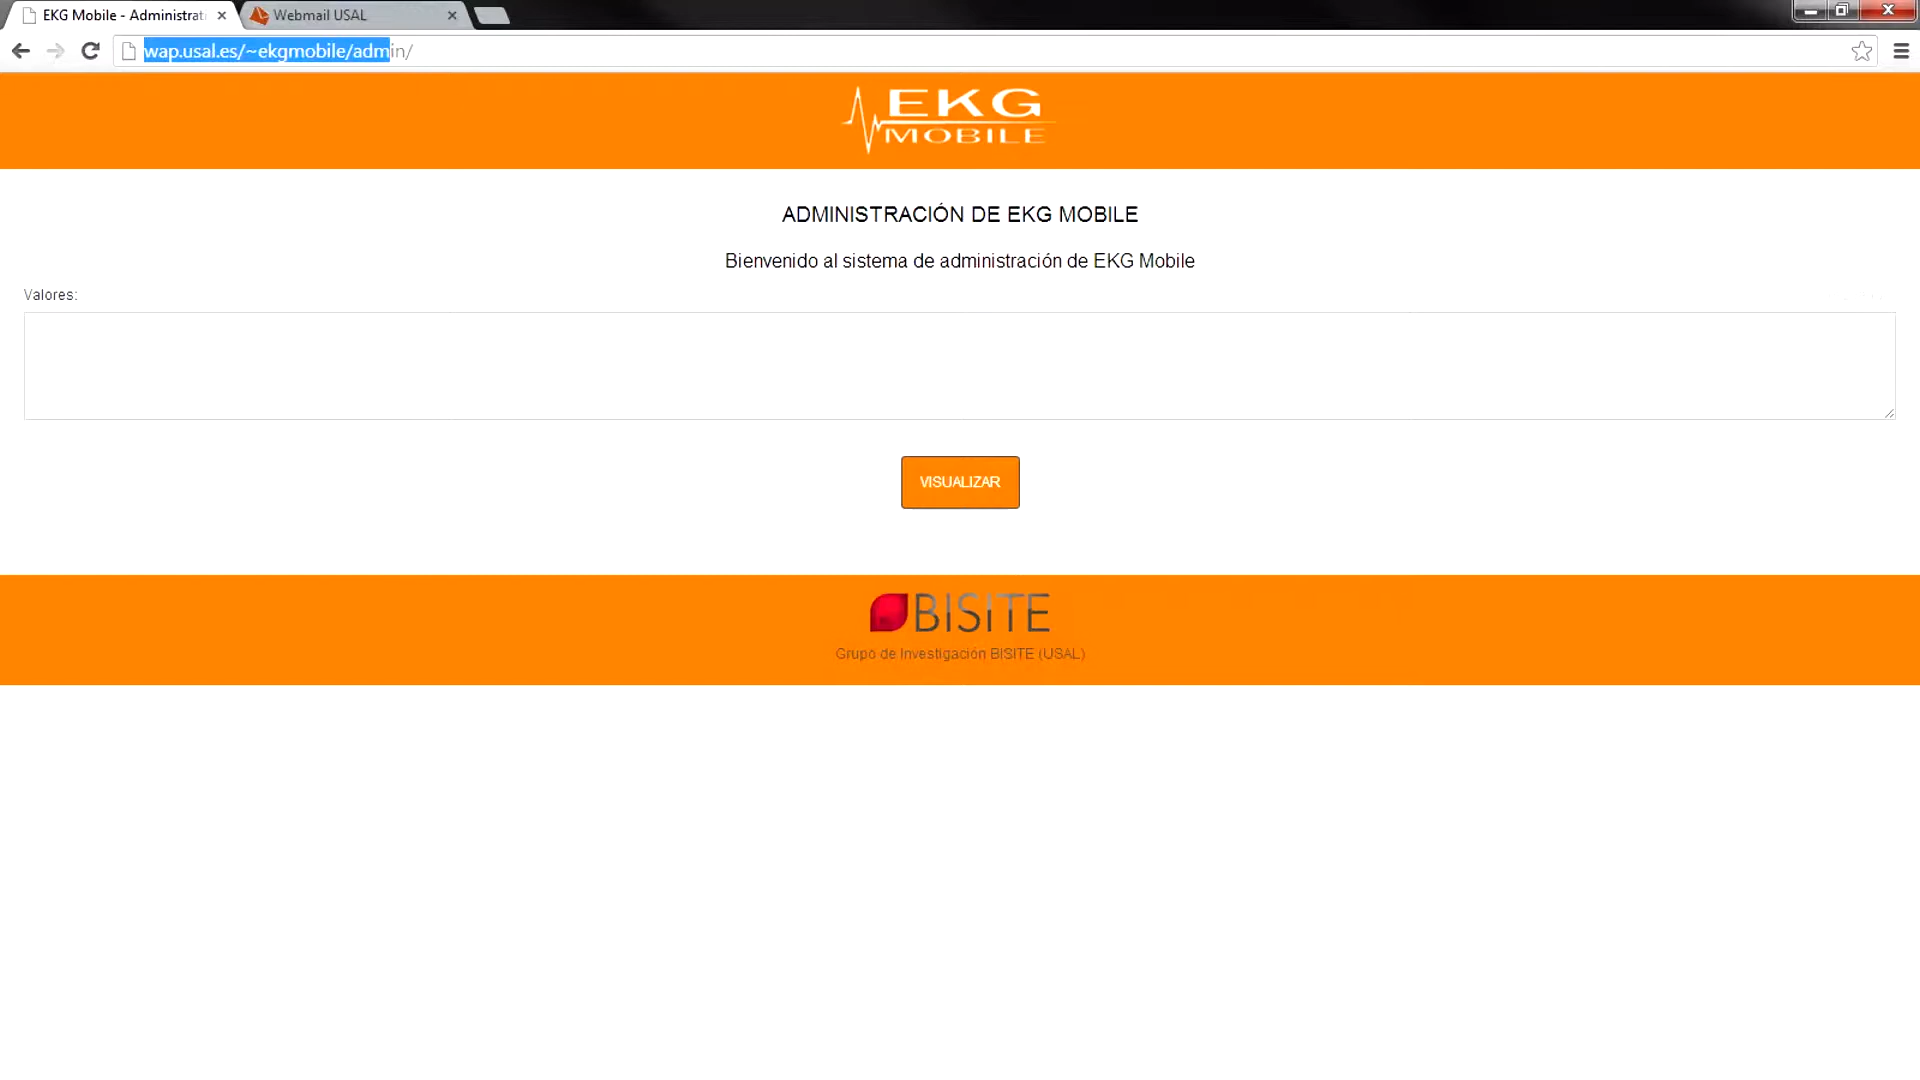 EKG Mobile - Administrat
Webmail USAL
wap.usal.es/~ekgmobile/admin/
EKG
MOBILE
ADMINISTRACIÓN DE EKG MOBILE
Bienvenido al sistema de administración de EKG Mobile
Valores:
VISUALIZAR
BISITE
Grupo de Investigación BISITE (USAL)